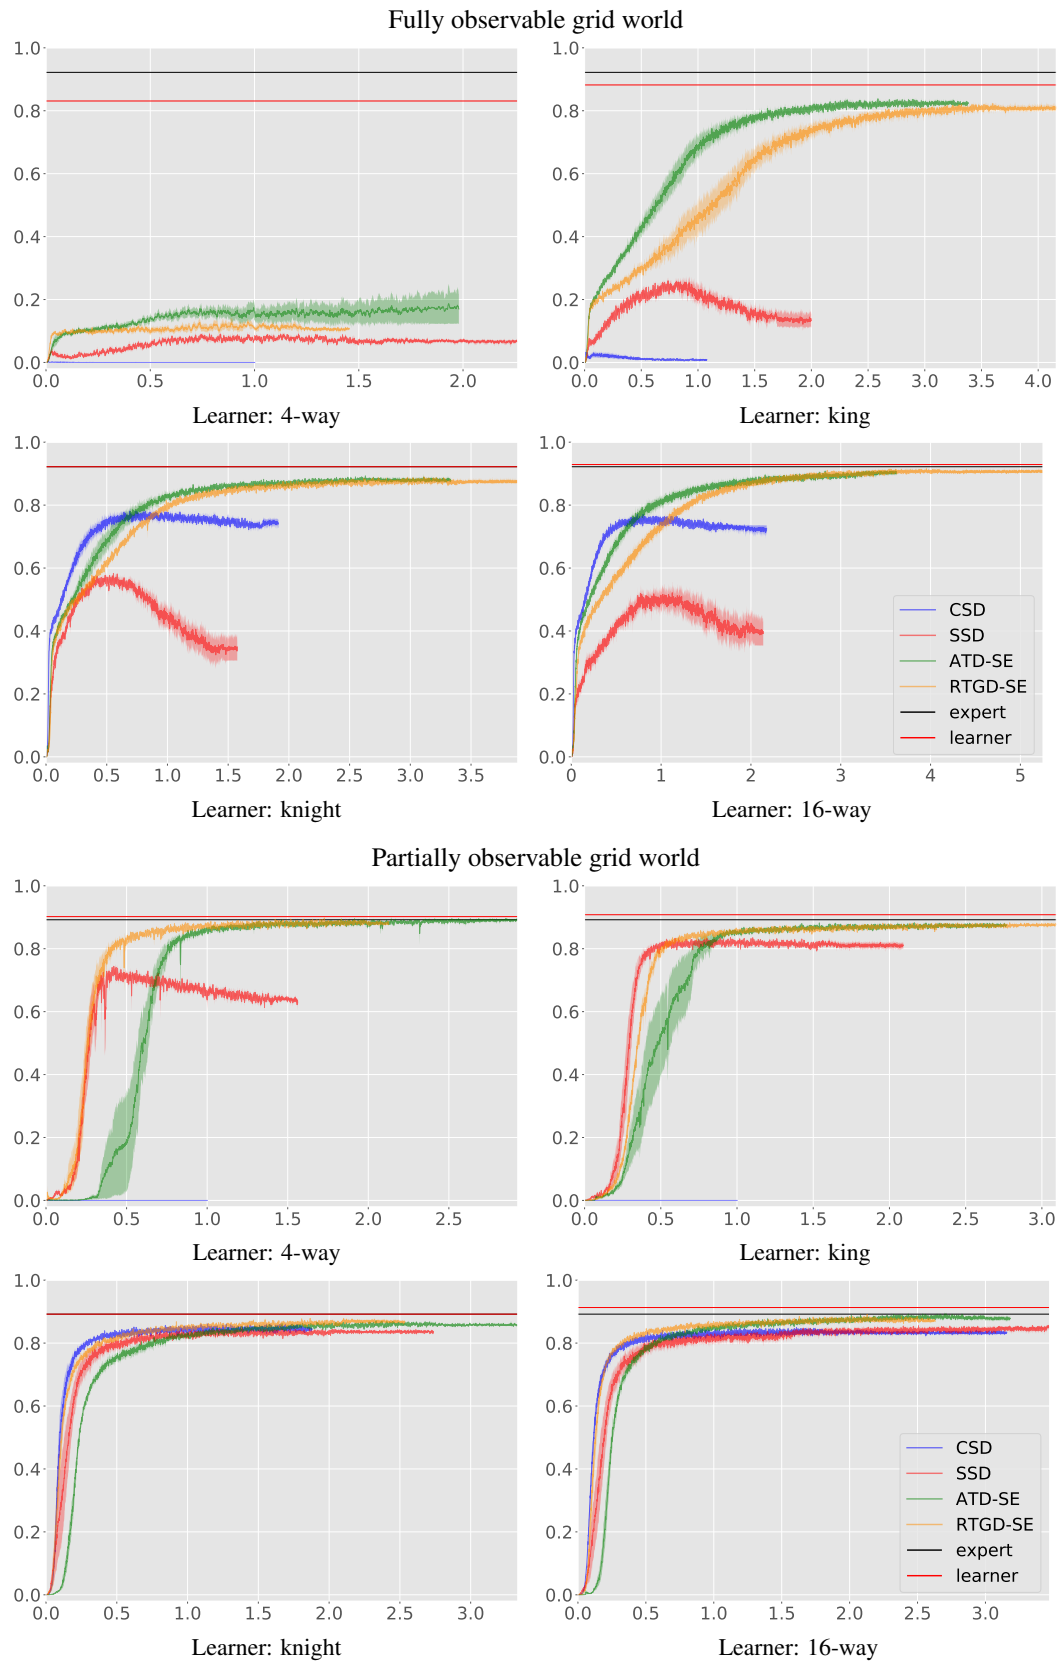 Fully observable grid world
1.0
0.8
0.6
0.4
0.2
0.0
0.0 0.5 1.0 1.5 2.0
Learner: 4-way
1.0
0.8
0.6
0.4
0.2
0.0
0.0 0.5 1.0 1.5 2.0 2.5 3.0 3.5 4.0
Learner: king
1.0
0.8
0.6
0.4
0.2
0.0
0.0 0.5 1.0 1.5 2.0 2.5 3.0 3.5
Learner: knight
1.0
0.8
0.6
0.4
0.2
0.0
0 1 2 3 4 5
CSD
SSD
ATD-SE
RTGD-SE
expert
learner
Learner: 16-way
Partially observable grid world
1.0
0.8
0.6
0.4
0.2
0.0
0.0 0.5 1.0 1.5 2.0 2.5
Learner: 4-way
1.0
0.8
0.6
0.4
0.2
0.0
0.0 0.5 1.0 1.5 2.0 2.5 3.0
Learner: king
1.0
0.8
0.6
0.4
0.2
0.0
0.0 0.5 1.0 1.5 2.0 2.5 3.0
Learner: knight
1.0
0.8
0.6
0.4
0.2
0.0
0.0 0.5 1.0 1.5 2.0 2.5 3.0
CSD
SSD
ATD-SE
RTGD-SE
expert
learner
Learner: 16-way